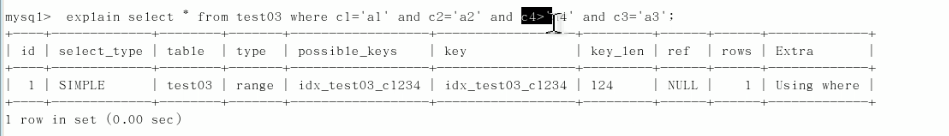 mysql> explain select * from test03 where c1='a1' and c2='a2' and c4>'a4' and c3='a3';
+----+-------------+--------+-------+------------------+------------------+---------+------+------+-------------+
| id | select_type | table | type | possible_keys | key | key_len | ref | rows | Extra |
+----+-------------+--------+-------+------------------+------------------+---------+------+------+-------------+
| 1 | SIMPLE | test03 | range | idx_test03_c1234 | idx_test03_c1234 | 124 | NULL | 1 | Using where |
+----+-------------+--------+-------+------------------+------------------+---------+------+------+-------------+
1 row in set (0.00 sec)